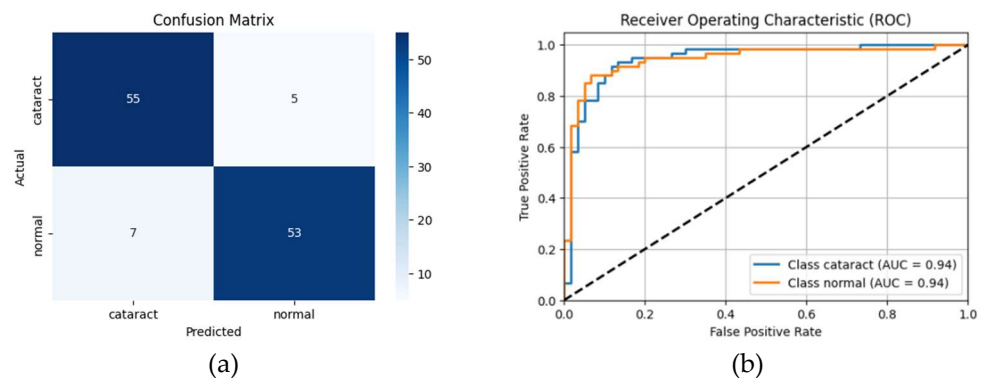 Confusion Matrix
cataract
normal
Actual
55
5
7
53
cataract
normal
Predicted
50
40
30
20
10
(a)
Receiver Operating Characteristic (ROC)
True Positive Rate
1.0
0.8
0.6
0.4
0.2
0.0
0.0
0.2
0.4
0.6
0.8
1.0
False Positive Rate
Class cataract (AUC = 0.94)
Class normal (AUC = 0.94)
(b)